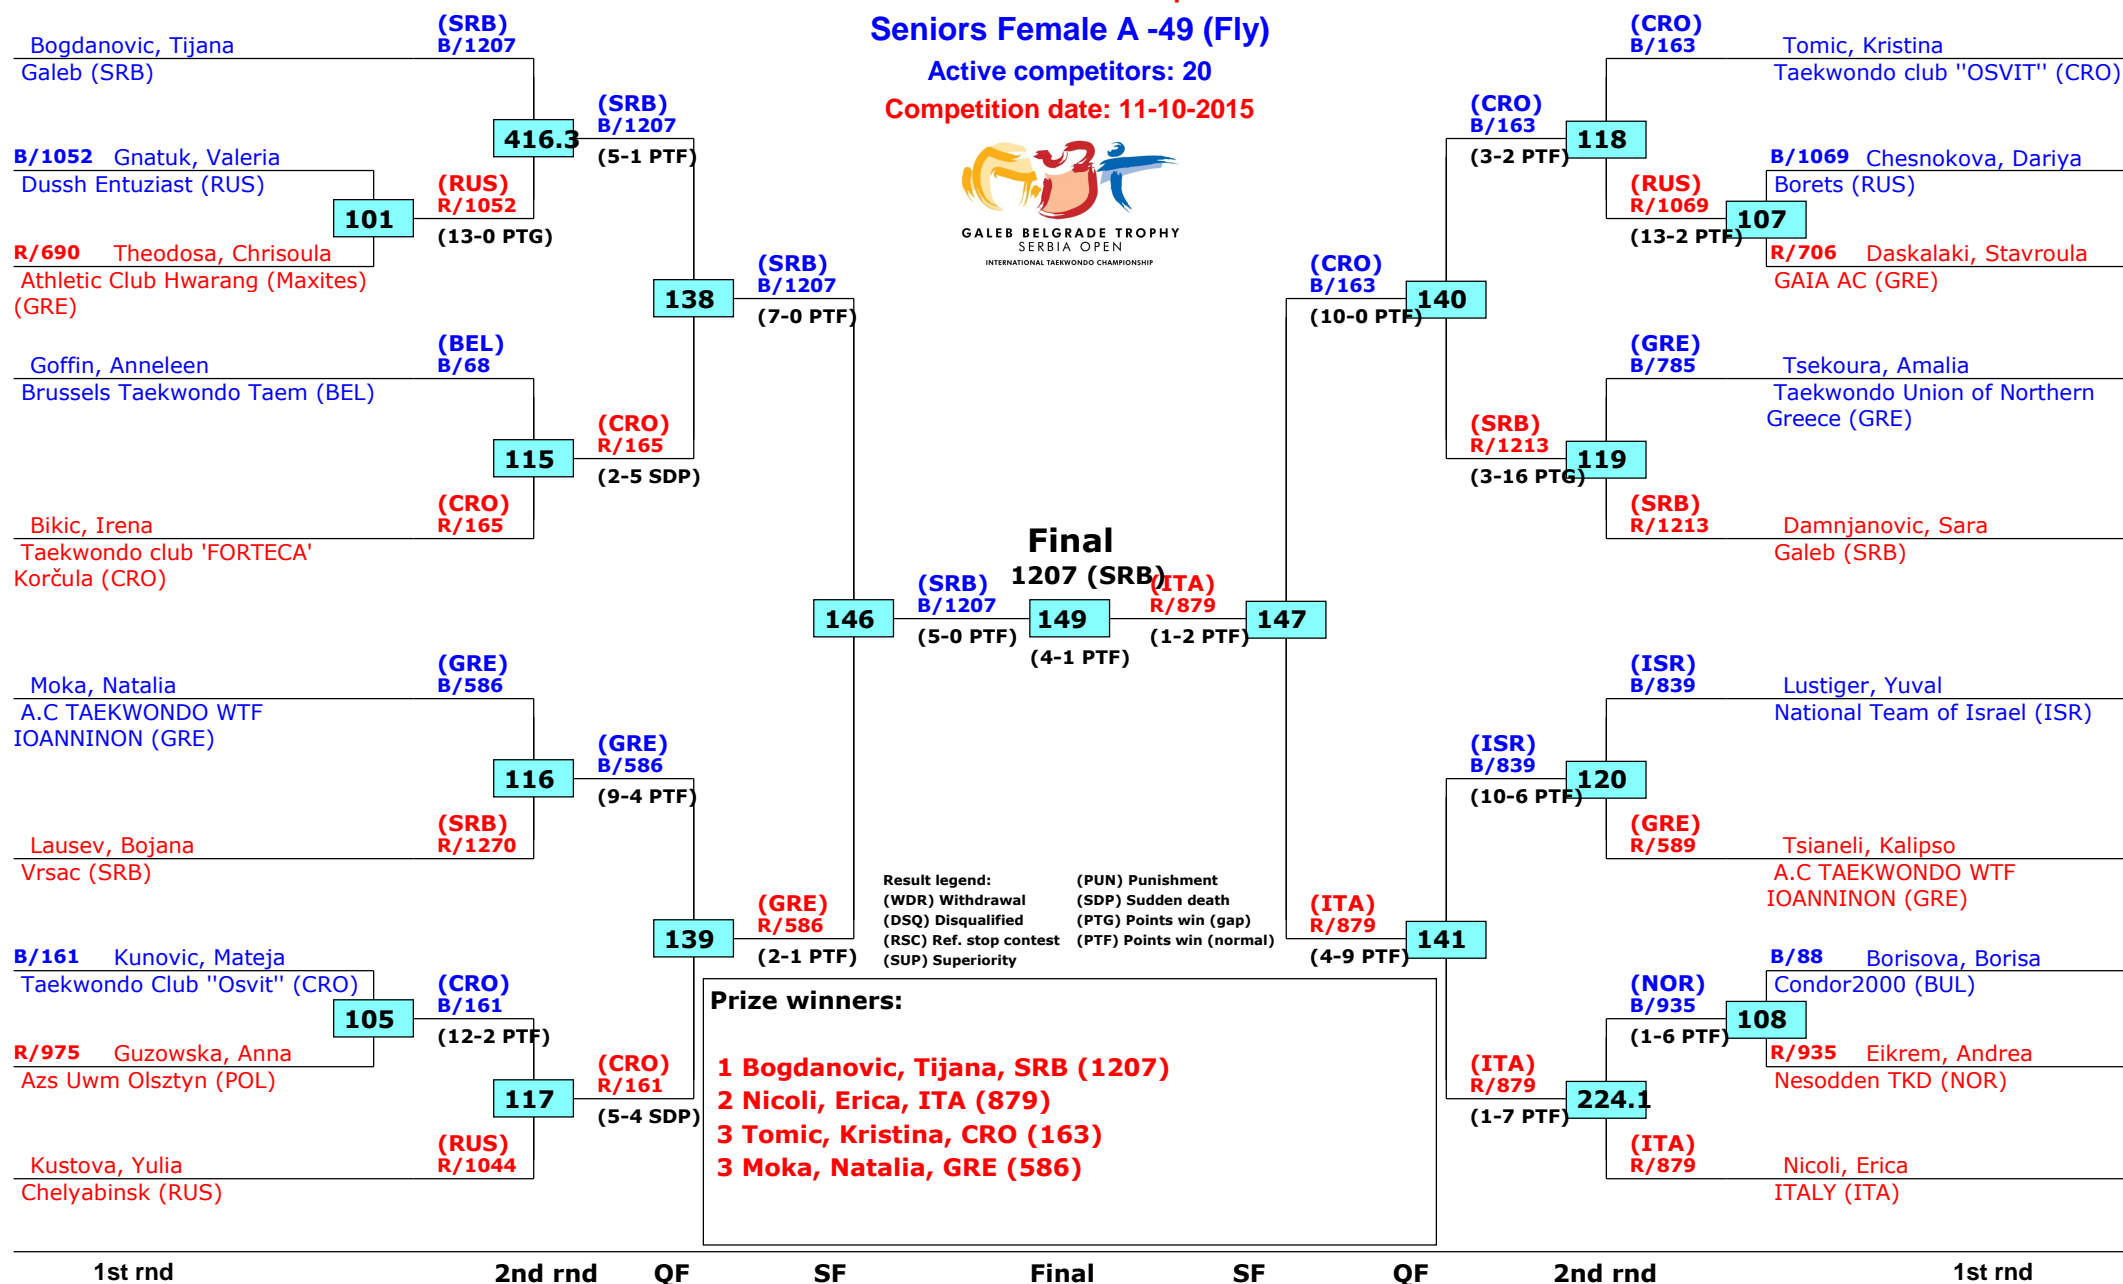 Seniors Female A -49 (Fly)
Active competitors: 20
Competition date: 11-10-2015
GALEB BELGRADE TROPHY
SERBIA OPEN
INTERNATIONAL TAEKWONDO CHAMPIONSHIP
(SRB)
Bogdanovic, Tijana B/1207
Galeb (SRB)
(SRB)
B/1207
416.3
(5-1 PTF)
B/1052 Gnatuk, Valeria
Dussh Entuziast (RUS)
(RUS)
R/1052
101
(13-0 PTG)
R/690 Theodosa, Chrisoula
Athletic Club Hwarang (Maxites)
(GRE)
(SRB)
B/1207
138
(7-0 PTF)
(BEL)
Goffin, Anneleen B/68
Brussels Taekwondo Taem (BEL)
(CRO)
R/165
115
(2-5 SDP)
(CRO)
Bikic, Irena R/165
Taekwondo club 'FORTECA'
Korčula (CRO)
146
(SRB)
B/1207
(5-0 PTF)
Final
1207 (SRB)
149
(4-1 PTF)
(ITA)
R/879
(1-2 PTF)
147
(GRE)
Moka, Natalia B/586
A.C TAEKWONDO WTF
IOANNINON (GRE)
(GRE)
B/586
116
(9-4 PTF)
(SRB)
Lausev, Bojana R/1270
Vrsac (SRB)
(GRE)
R/586
139
(2-1 PTF)
B/161 Kunovic, Mateja
Taekwondo Club "Osvit" (CRO)
(CRO)
B/161
105
(12-2 PTF)
R/975 Guzowska, Anna
Azs Uwm Olsztyn (POL)
(CRO)
R/161
117
(5-4 SDP)
(RUS)
Kustova, Yulia R/1044
Chelyabinsk (RUS)
(CRO)
B/163 Tomic, Kristina
Taekwondo club "OSVIT" (CRO)
(CRO)
B/163
118
(3-2 PTF)
B/1069 Chesnokova, Dariya
Borets (RUS)
(RUS)
R/1069
107
(13-2 PTF)
R/706 Daskalaki, Stavroula
GAIA AC (GRE)
(CRO)
B/163
140
(10-0 PTF)
(GRE)
B/785 Tsekoura, Amalia
Taekwondo Union of Northern
Greece (GRE)
(SRB)
R/1213
119
(3-16 PTG)
(SRB)
R/1213 Damnjanovic, Sara
Galeb (SRB)
(ISR)
B/839 Lustiger, Yuval
National Team of Israel (ISR)
(ISR)
B/839
120
(10-6 PTF)
(GRE)
R/589 Tsianeli, Kalipso
A.C TAEKWONDO WTF
IOANNINON (GRE)
(ITA)
R/879
141
(4-9 PTF)
B/88 Borisova, Borisa
Condor2000 (BUL)
(NOR)
B/935
108
(1-6 PTF)
R/935 Eikrem, Andrea
Nesodden TKD (NOR)
(ITA)
R/879
224.1
(1-7 PTF)
(ITA)
R/879 Nicoli, Erica
ITALY (ITA)
Result legend: (PUN) Punishment
(WDR) Withdrawal (SDP) Sudden death
(DSQ) Disqualified (PTG) Points win (gap)
(RSC) Ref. stop contest (PTF) Points win (normal)
(SUP) Superiority
Prize winners:
1 Bogdanovic, Tijana, SRB (1207)
2 Nicoli, Erica, ITA (879)
3 Tomic, Kristina, CRO (163)
3 Moka, Natalia, GRE (586)
1st rnd 2nd rnd QF SF Final SF QF 2nd rnd 1st rnd